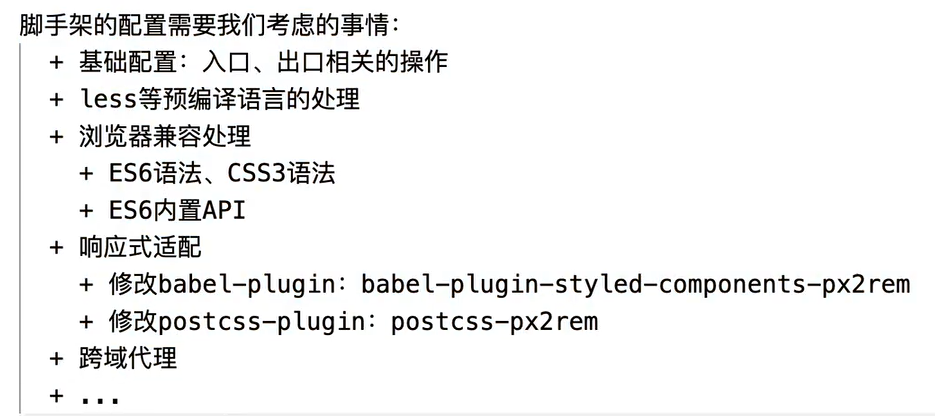 脚手架的配置需要我们考虑的事情：
+ 基础配置：入口、出口相关的操作
+ less等预编译语言的处理
+ 浏览器兼容处理
+ ES6语法、CSS3语法
+ ES6内置API
+ 响应式适配
+ 修改babel-plugin：babel-plugin-styled-components-px2rem
+ 修改postcss-plugin：postcss-px2rem
+ 跨域代理
+ ...